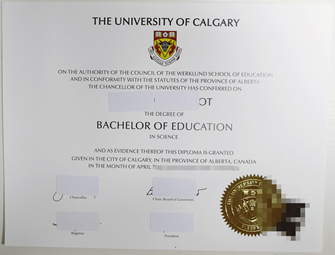 THE UNIVERSITY OF CALGARY
ON THE AUTHORITY OF THE COUNCIL OF THE WERKLUND SCHOOL OF EDUCATION
AND IN CONFORMITY WITH THE STATUTES OF THE PROVINCE OF ALBERTA
THE CHANCELLOR OF THE UNIVERSITY HAS CONFERRED ON
OT
THE DEGREE OF
BACHELOR OF EDUCATION
IN SCIENCE
AND AS EVIDENCE THEREOF THIS DIPLOMA IS GRANTED
GIVEN IN THE CITY OF CALGARY, IN THE PROVINCE OF ALBERTA, CANADA
IN THE MONTH OF APRIL
Chancellor
Chair Board of Governors
Registrar
President